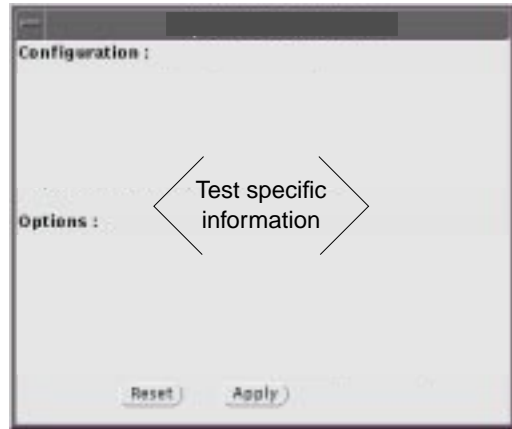 Configuration :
Test specific
information
Options :
Reset Apply